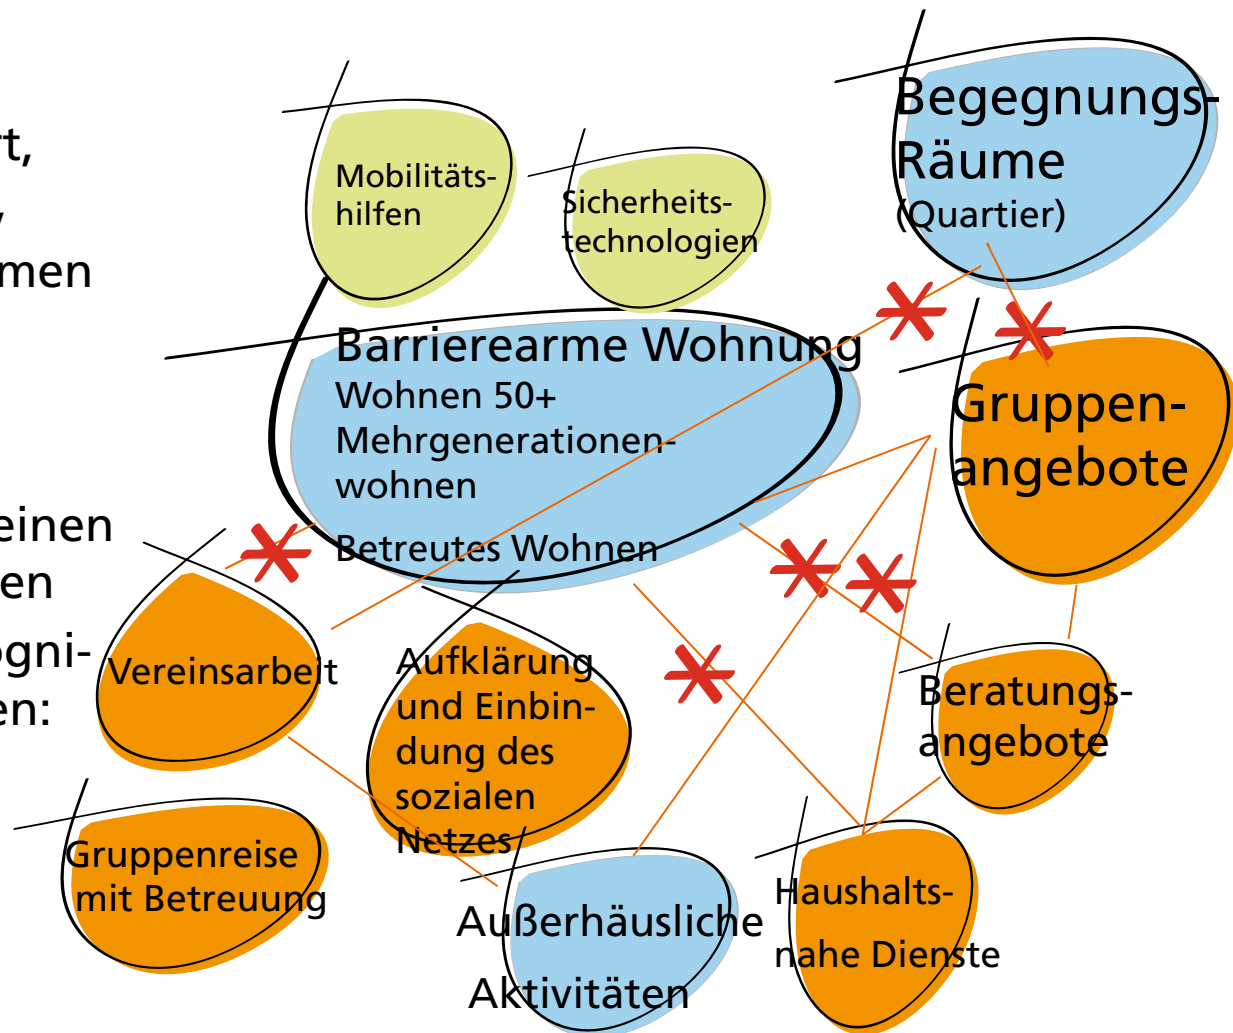 rt,
men
einen
en
ogni-
en:
Mobilitäts-
hilfen
Sicherheits-
technologien
Begegnungs-
Räume
(Quartier)
Barrierearme Wohnung
Wohnen 50+
Mehrgenerationen-
wohnen
Betreutes Wohnen
Gruppen-
angebote
Vereinsarbeit
Aufklärung
und Einbin-
dung des
sozialen
Netzes
Beratungs-
angebote
Gruppenreise
mit Betreuung
Außerhäusliche
Aktivitäten
Haushalts-
nahe Dienste